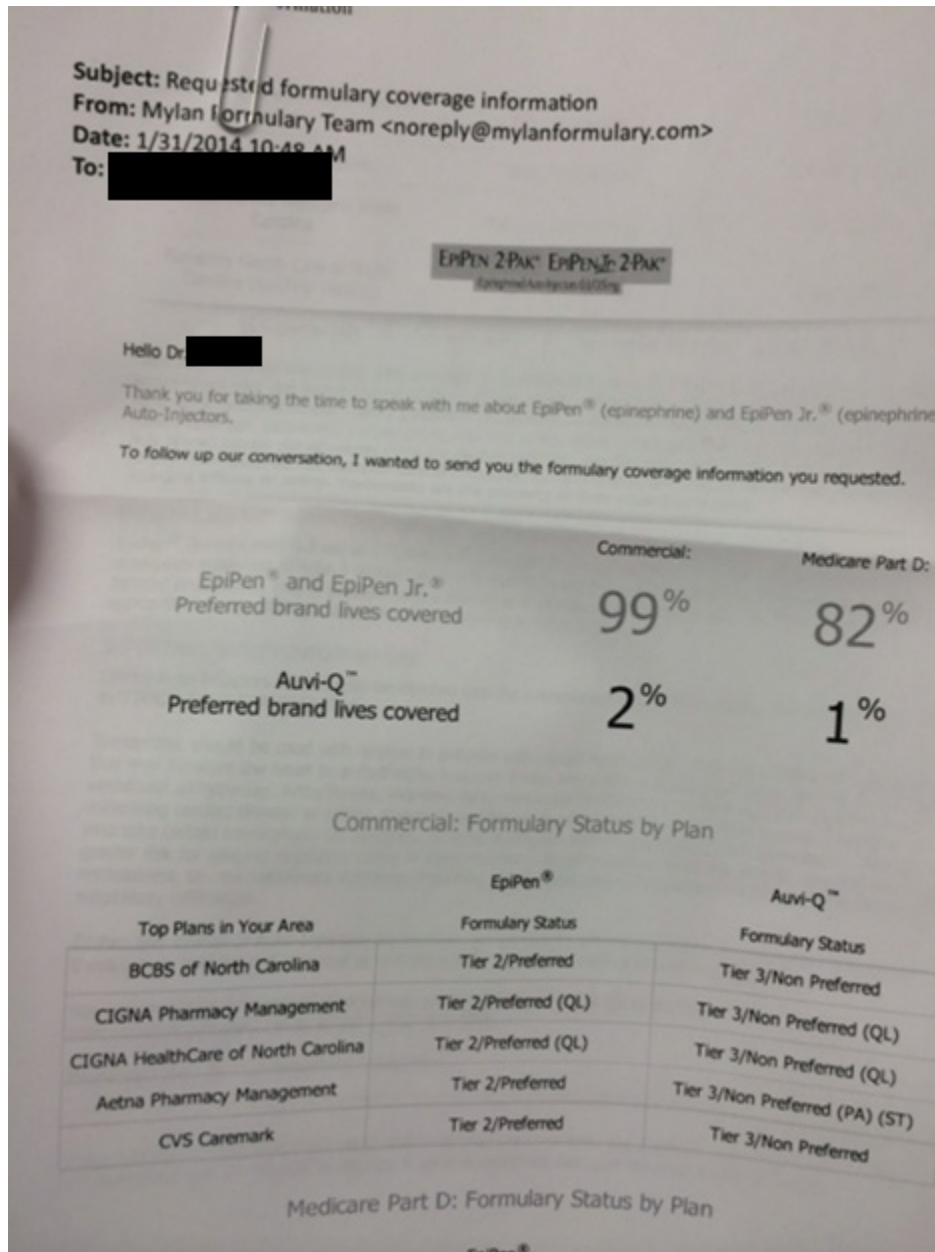 Subject: Requested formulary coverage information
From: Mylan Formulary Team <noreply@mylanformulary.com>
Date: 1/31/2014 10:48 AM
To:
EPIPEN 2-PAK® EPIPEN JR 2-PAK®
Hello Dr
Thank you for taking the time to speak with me about EpiPen® (epinephrine) and EpiPen Jr.® (epinephrine
Auto-Injectors.
To follow up our conversation, I wanted to send you the formulary coverage information you requested.
Commercial: Medicare Part D:
EpiPen® and EpiPen Jr.®
Preferred brand lives covered 99% 82%
Auvi-Q™
Preferred brand lives covered 2% 1%
Commercial: Formulary Status by Plan
EpiPen® Auvi-Q™
Top Plans in Your Area Formulary Status Formulary Status
BCBS of North Carolina Tier 2/Preferred Tier 3/Non Preferred
CIGNA Pharmacy Management Tier 2/Preferred (QL) Tier 3/Non Preferred (QL)
CIGNA HealthCare of North Carolina Tier 2/Preferred (QL) Tier 3/Non Preferred (QL)
Aetna Pharmacy Management Tier 2/Preferred Tier 3/Non Preferred (PA) (ST)
CVS Caremark Tier 2/Preferred Tier 3/Non Preferred
Medicare Part D: Formulary Status by Plan
EpiPen®